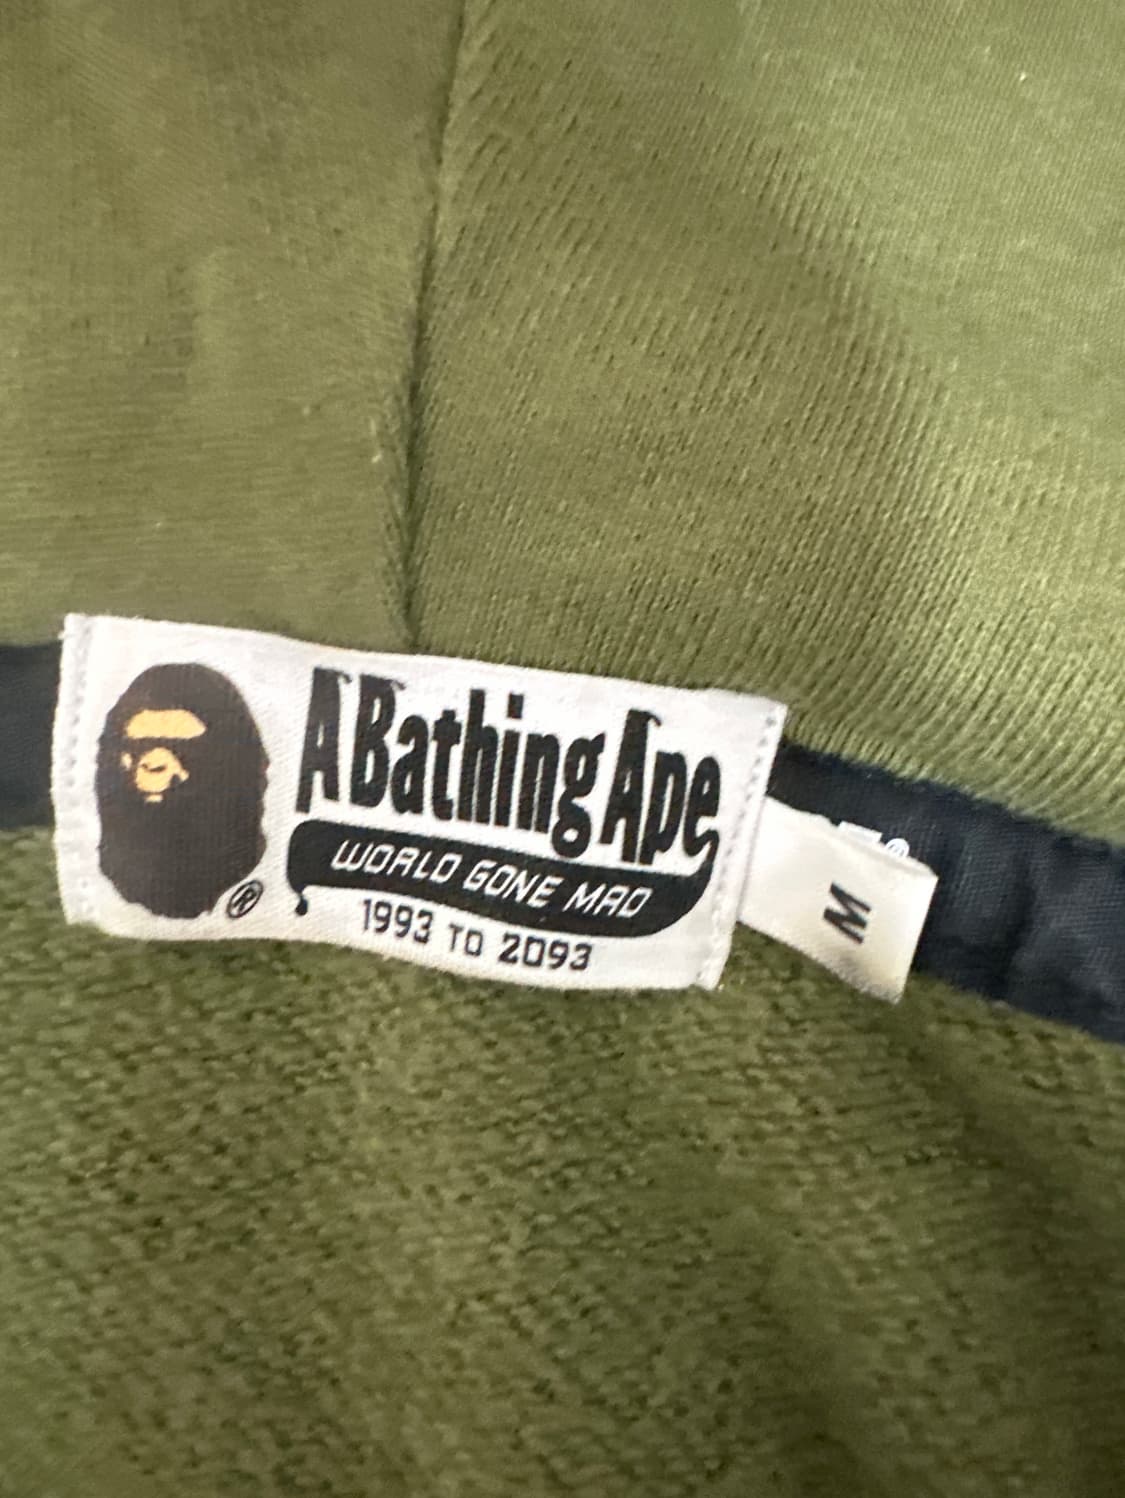 A Bathing Ape
WORLD GONE MAD
1993 TO 2093
®
M
®